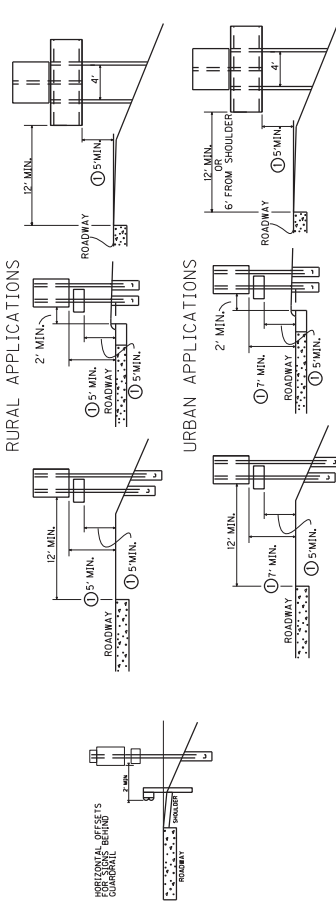 RURAL APPLICATIONS
12' MIN.
① 5' MIN.
ROADWAY
① 5'MIN.
2' MIN.
① 5' MIN.
ROADWAY
① 5'MIN.
12' MIN.
4'
① 5'MIN.
ROADWAY
HORIZONTAL OFFSETS
FOR SIGNS BEHIND
GUARDRAIL
2' MIN
SHOULDER
ROADWAY
URBAN APPLICATIONS
12' MIN.
① 7' MIN.
ROADWAY
① 5'MIN.
2' MIN.
① 7' MIN.
ROADWAY
① 5'MIN.
12' MIN.
OR
6' FROM SHOULDER
4'
① 5'MIN.
ROADWAY